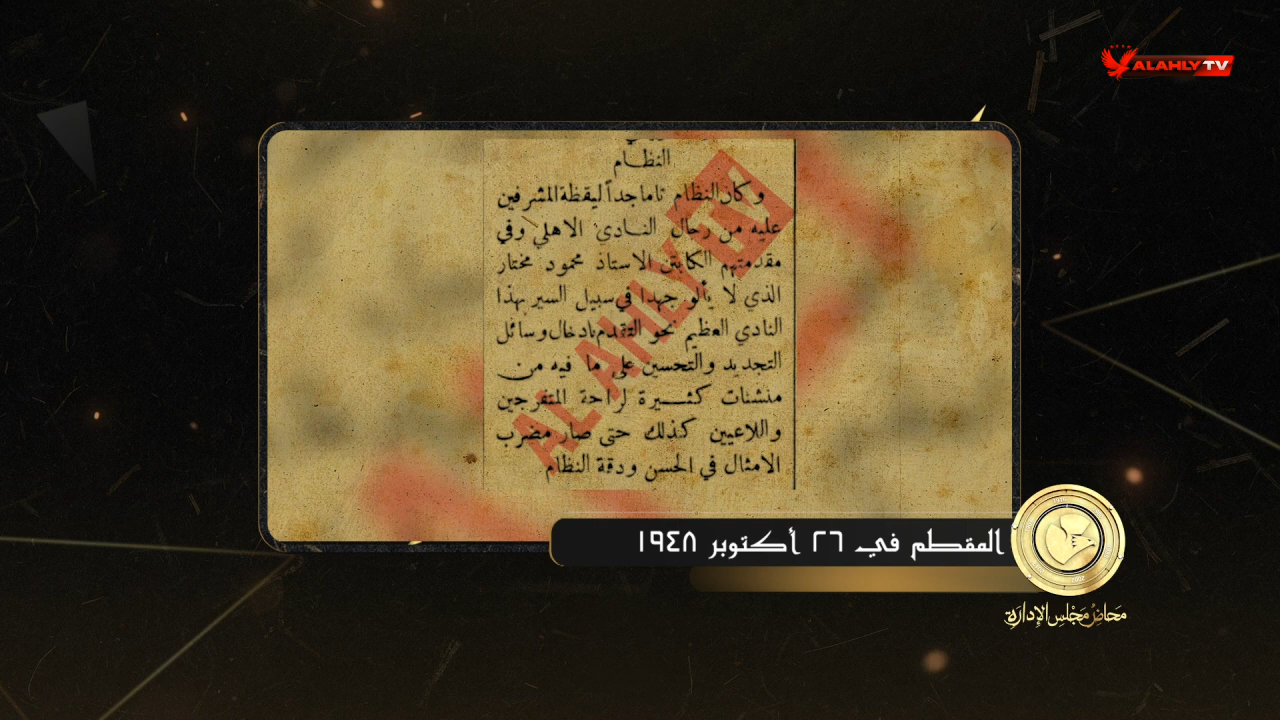 ALAHLY TV
النظام
وكان النظام تاما جداً ليقظة المشرفين
عليه من رجال النادي الاهلي وفي
مقدمتهم الكابتن الاستاذ محمود مختار
الذي لا يألو جهدا في سبيل السير بهذا
النادي العظيم نحو التقدم بادخال وسائل
التجديد والتحسين على ما فيه من
منشئات كثيرة لراحة المتفرجين
واللاعبين كذلك حتى صار مضرب
الامثال في الحسن ودقة النظام
AL AHLY TV
المقطم في ٢٦ أكتوبر ١٩٤٨
محاضر مجلس الإدارة